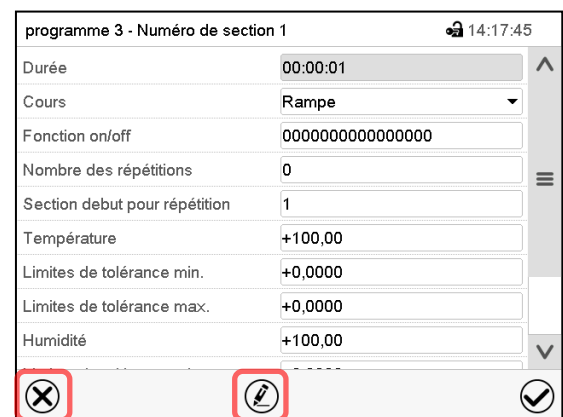 programme 3 - Numéro de section 1 14:17:45
Durée 00:00:01
Cours Rampe
Fonction on/off 0000000000000000
Nombre des répétitions 0
Section debut pour répétition 1
Température +100,00
Limites de tolérance min. +0,0000
Limites de tolérance max. +0,0000
Humidité +100,00